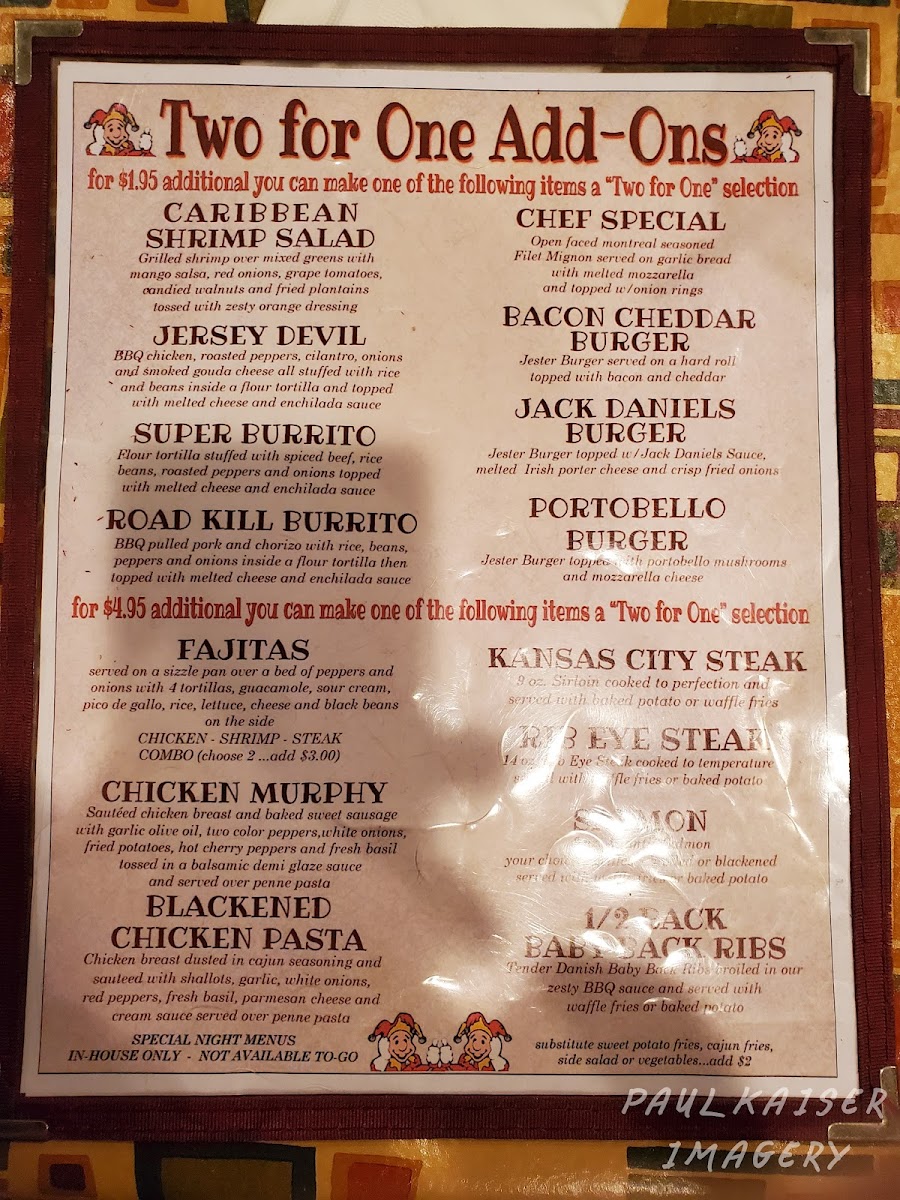 Two for One Add-Ons
for $1.95 additional you can make one of the following items a "Two for One" selection
CARIBBEAN
SHRIMP SALAD
Grilled shrimp over mixed greens with
mango salsa, red onions, grape tomatoes,
candied walnuts and fried plantains
tossed with zesty orange dressing
JERSEY DEVIL
BBQ chicken, roasted peppers, cilantro, onions
and smoked gouda cheese all stuffed with rice
and beans inside a flour tortilla and topped
with melted cheese and enchilada sauce
SUPER BURRITO
Flour tortilla stuffed with spiced beef, rice
beans, roasted peppers and onions topped
with melted cheese and enchilada sauce
ROAD KILL BURRITO
BBQ pulled pork and chorizo with rice, beans,
peppers and onions inside a flour tortilla then
topped with melted cheese and enchilada sauce
CHEF SPECIAL
Open faced montreal seasoned
Filet Mignon served on garlic bread
with melted mozzarella
and topped w/onion rings
BACON CHEDDAR
BURGER
Jester Burger served on a hard roll
topped with bacon and cheddar
JACK DANIELS
BURGER
Jester Burger topped w/Jack Daniels Sauce,
melted Irish porter cheese and crisp fried onions
PORTOBELLO
BURGER
Jester Burger topped with portobello mushrooms
and mozzarella cheese
for $4.95 additional you can make one of the following items a "Two for One" selection
FAJITAS
served on a sizzle pan over a bed of peppers and
onions with 4 tortillas, guacamole, sour cream,
pico de gallo, rice, lettuce, cheese and black beans
on the side
CHICKEN - SHRIMP - STEAK
COMBO (choose 2 ...add $3.00)
CHICKEN MURPHY
Sautéed chicken breast and baked sweet sausage
with garlic olive oil, two color peppers,white onions,
fried potatoes, hot cherry peppers and fresh basil
tossed in a balsamic demi glaze sauce
and served over penne pasta
BLACKENED
CHICKEN PASTA
Chicken breast dusted in cajun seasoning and
sauteed with shallots, garlic, white onions,
red peppers, fresh basil, parmesan cheese and
cream sauce served over penne pasta
SPECIAL NIGHT MENUS
IN-HOUSE ONLY - NOT AVAILABLE TO-GO
KANSAS CITY STEAK
9 oz. Sirloin cooked to perfection and
served with baked potato or waffle fries
RIB EYE STEAK
14 oz Rib Eye Steak cooked to temperature
served with waffle fries or baked potato
SALMON
your choice or blackened
served with waffle fries or baked potato
1/2 RACK
BABY BACK RIBS
Tender Danish Baby Back Ribs broiled in our
zesty BBQ sauce and served with
waffle fries or baked potato
substitute sweet potato fries, cajun fries,
side salad or vegetables...add $2
PAUL KAISER
IMAGERY